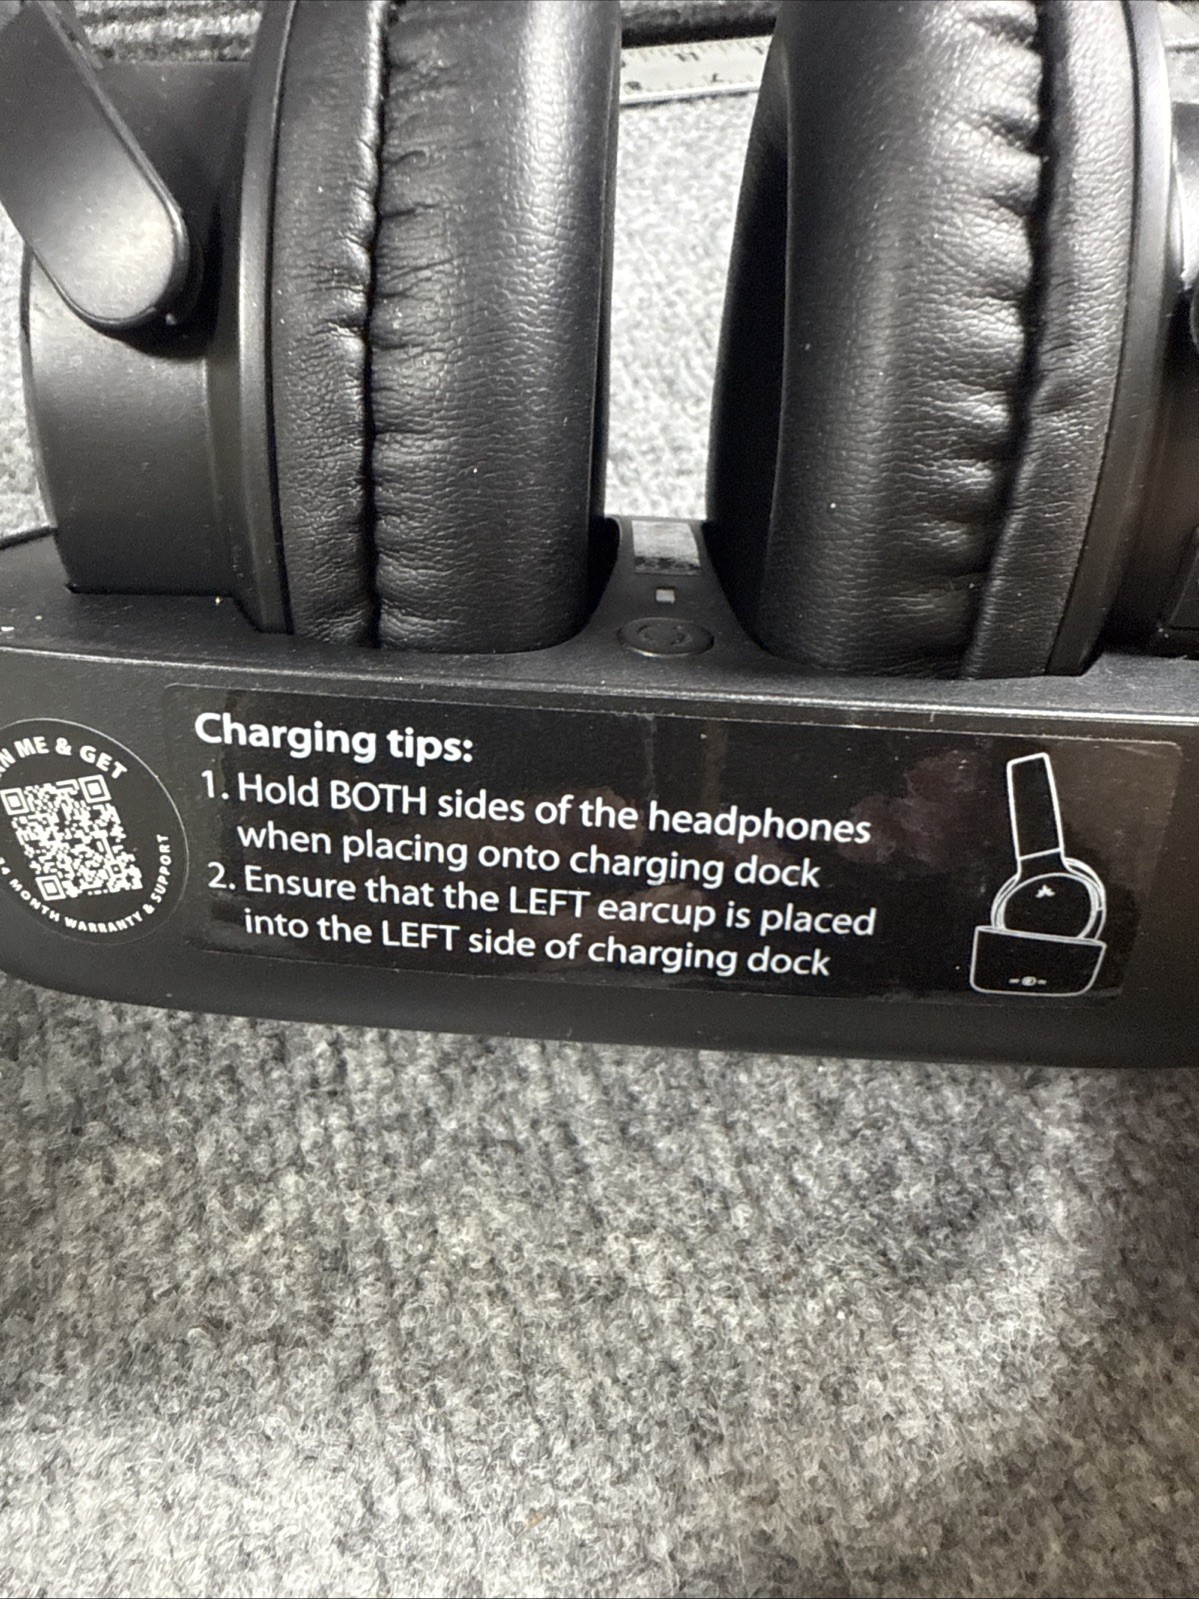 ME & GET
MONTH WARRANTY & SUPPORT
Charging tips:
1. Hold BOTH sides of the headphones
when placing onto charging dock
2. Ensure that the LEFT earcup is placed
into the LEFT side of charging dock